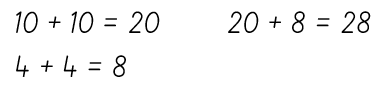 10 + 10 = 20 20 + 8 = 28
4 + 4 = 8